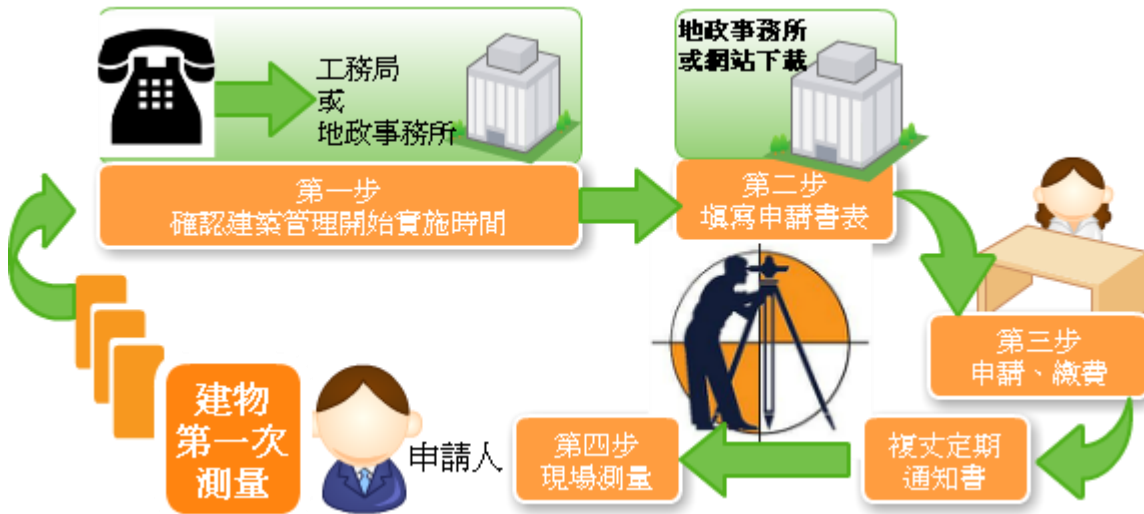 工務局
或
地政事務所
地政事務所
或網站下載
第一步
確認建築管理開始實施時間
第二步
填寫申請書表
第三步
申請、繳費
複丈定期
通知書
第四步
現場測量
申請人
建物
第一次
測量